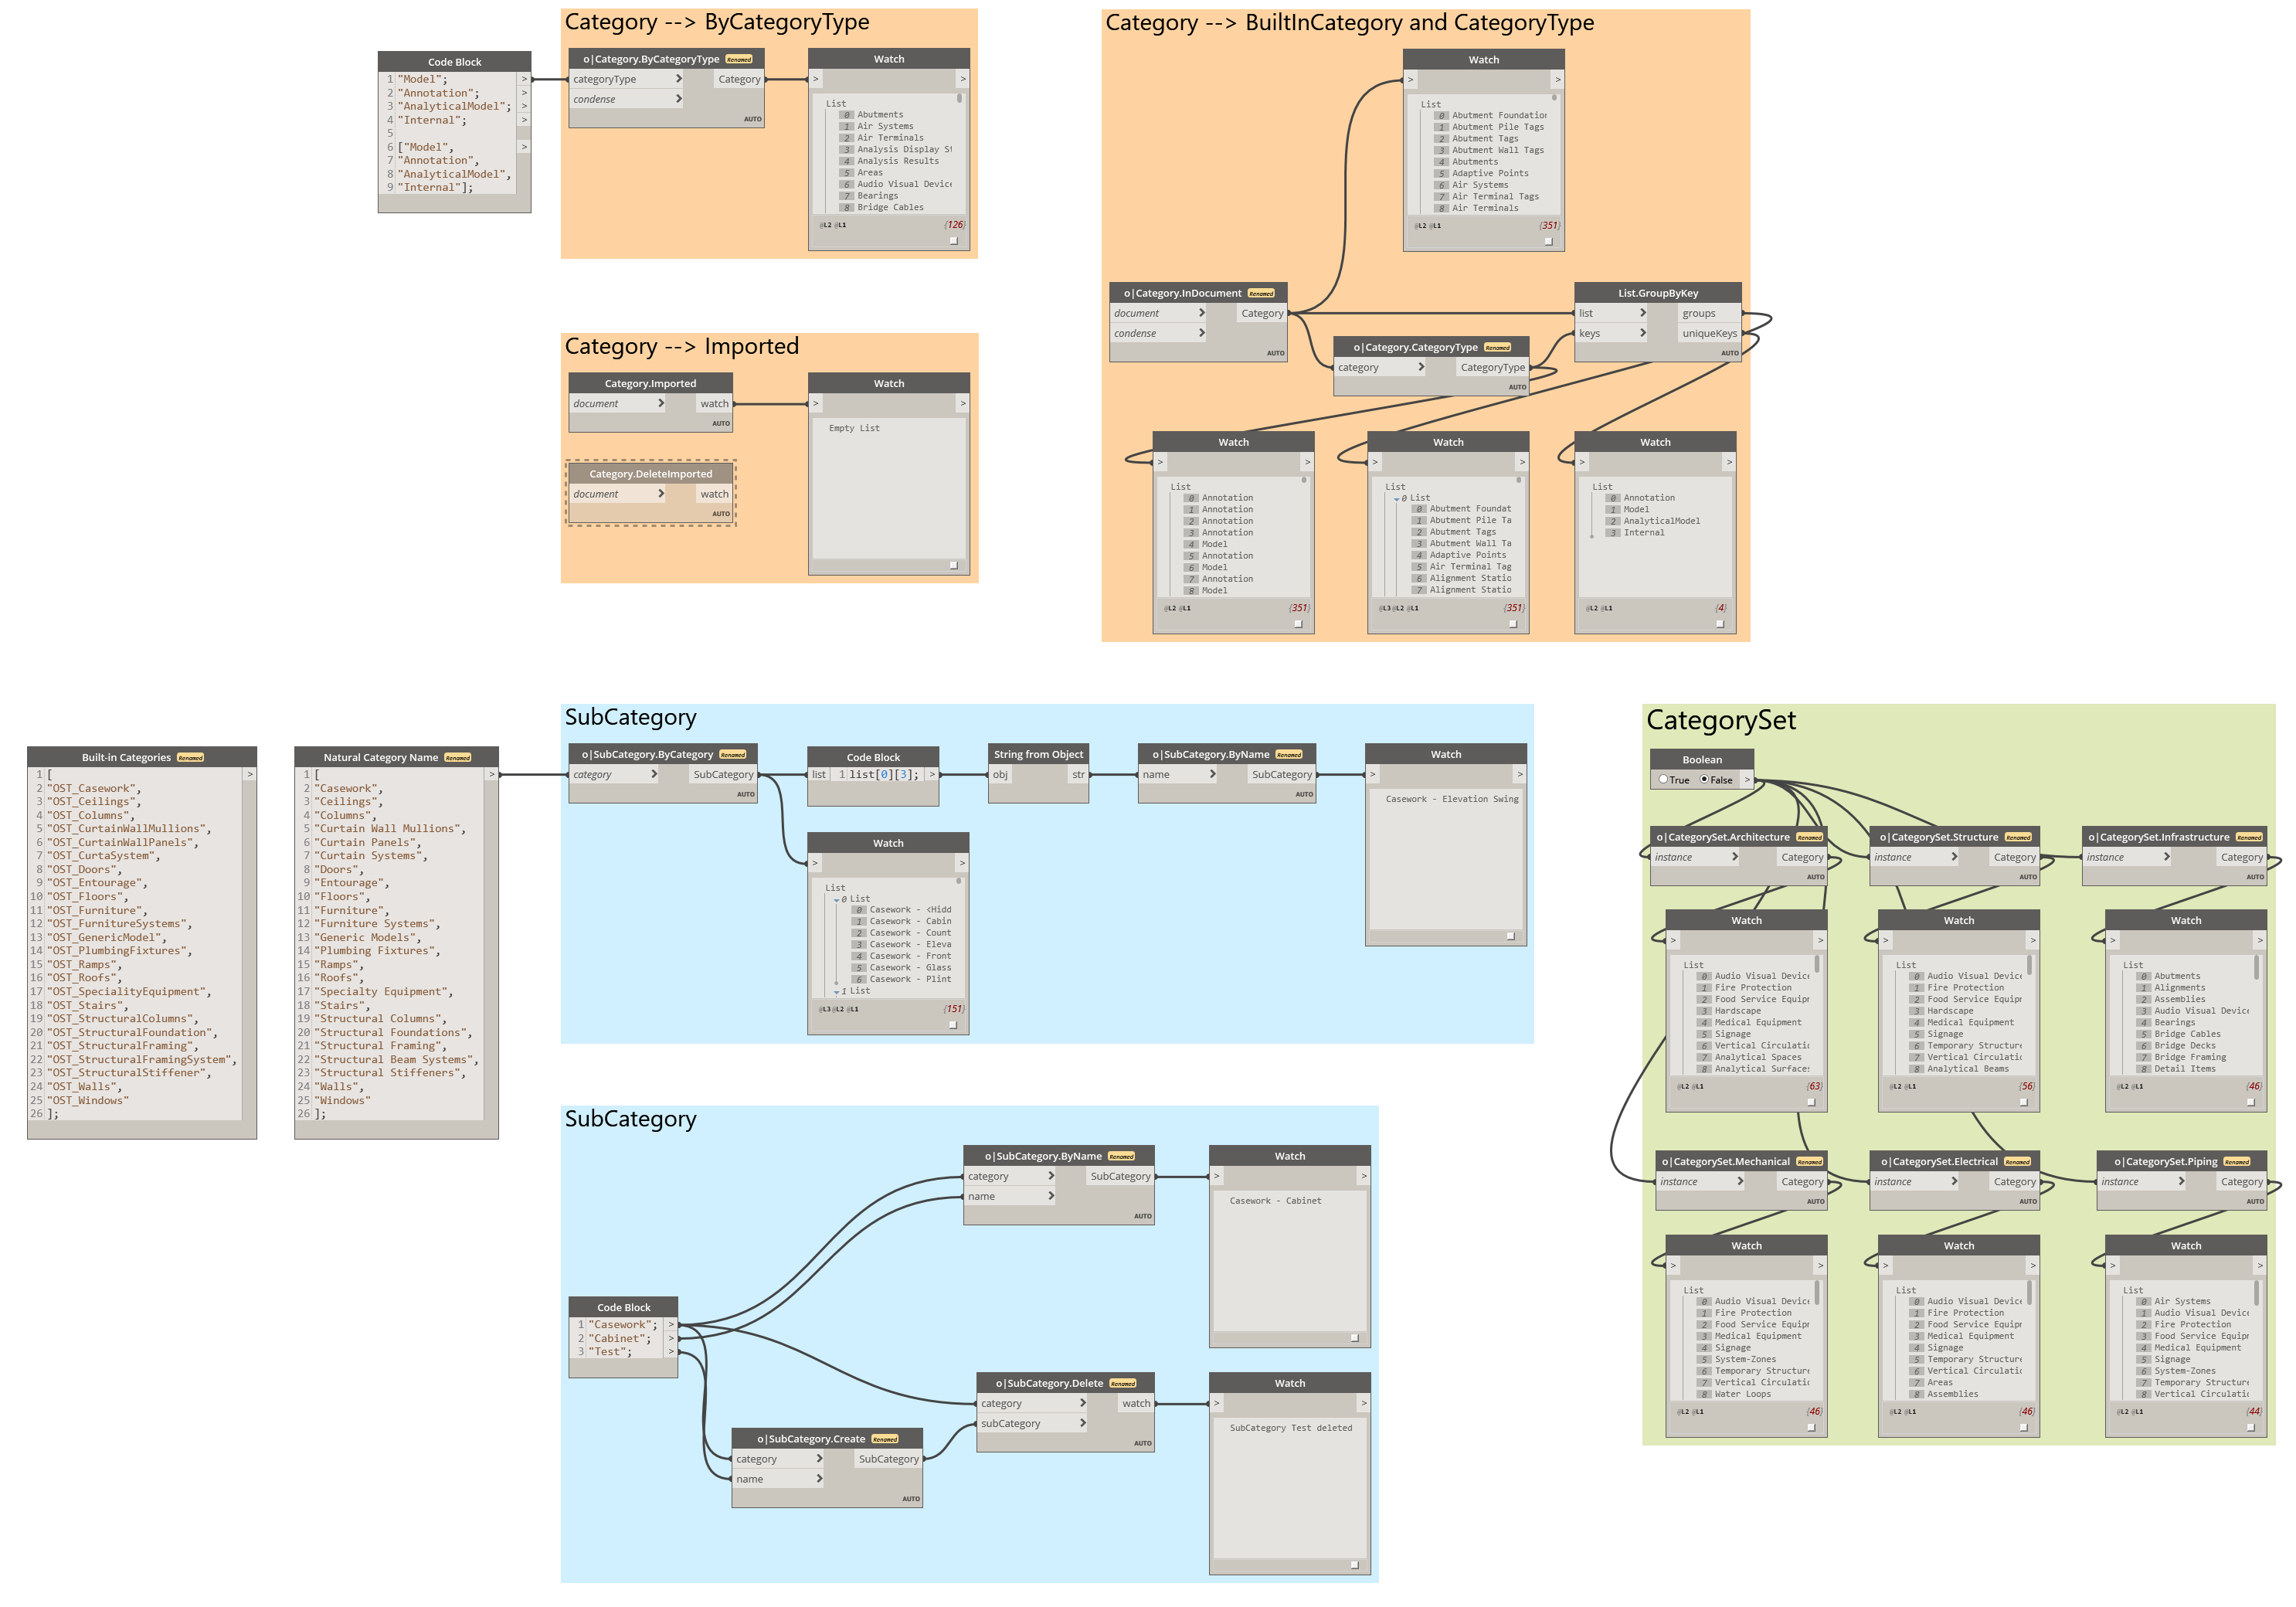 Category --> ByCategoryType
Code Block
1 "Model"; >
2 "Annotation"; >
3 "AnalyticalModel"; >
4 "Internal"; >
5
6 ["Model", >
7 "Annotation",
8 "AnalyticalModel",
9 "Internal"];
o|Category.ByCategoryType Renamed
categoryType > Category
condense >
AUTO
Watch
> >
List
0 Abutments
1 Air Systems
2 Air Terminals
3 Analysis Display St
4 Analysis Results
5 Areas
6 Audio Visual Device
7 Bearings
8 Bridge Cables
@L2 @L1 {126}
Category --> BuiltInCategory and CategoryType
Watch
> >
List
0 Abutment Foundation
1 Abutment Pile Tags
2 Abutment Tags
3 Abutment Wall Tags
4 Abutments
5 Adaptive Points
6 Air Systems
7 Air Terminal Tags
8 Air Terminals
@L2 @L1 {351}
o|Category.InDocument Renamed
document > Category
condense >
AUTO
o|Category.CategoryType Renamed
category > CategoryType
AUTO
List.GroupByKey
list > groups
keys > uniqueKeys
AUTO
Watch
> >
List
0 Annotation
1 Annotation
2 Annotation
3 Annotation
4 Model
5 Annotation
6 Model
7 Annotation
8 Model
@L2 @L1 {351}
Watch
> >
List
0 List
0 Abutment Foundat
1 Abutment Pile Ta
2 Abutment Tags
3 Abutment Wall Ta
4 Adaptive Points
5 Air Terminal Tag
6 Alignment Statio
7 Alignment Statio
@L3 @L2 @L1 {351}
Watch
> >
List
0 Annotation
1 Model
2 AnalyticalModel
3 Internal
@L2 @L1 {4}
Category --> Imported
Category.Imported
document > watch
AUTO
Category.DeleteImported
document > watch
AUTO
Watch
> >
Empty List
Built-in Categories Renamed
1 [ >
2 "OST_Casework",
3 "OST_Ceilings",
4 "OST_Columns",
5 "OST_CurtainWallMullions",
6 "OST_CurtainWallPanels",
7 "OST_CurtaSystem",
8 "OST_Doors",
9 "OST_Entourage",
10 "OST_Floors",
11 "OST_Furniture",
12 "OST_FurnitureSystems",
13 "OST_GenericModel",
14 "OST_PlumbingFixtures",
15 "OST_Ramps",
16 "OST_Roofs",
17 "OST_SpecialityEquipment",
18 "OST_Stairs",
19 "OST_StructuralColumns",
20 "OST_StructuralFoundation",
21 "OST_StructuralFraming",
22 "OST_StructuralFramingSystem",
23 "OST_StructuralStiffener",
24 "OST_Walls",
25 "OST_Windows"
26 ];
Natural Category Name Renamed
1 [ >
2 "Casework",
3 "Ceilings",
4 "Columns",
5 "Curtain Wall Mullions",
6 "Curtain Panels",
7 "Curtain Systems",
8 "Doors",
9 "Entourage",
10 "Floors",
11 "Furniture",
12 "Furniture Systems",
13 "Generic Models",
14 "Plumbing Fixtures",
15 "Ramps",
16 "Roofs",
17 "Specialty Equipment",
18 "Stairs",
19 "Structural Columns",
20 "Structural Foundations",
21 "Structural Framing",
22 "Structural Beam Systems",
23 "Structural Stiffeners",
24 "Walls",
25 "Windows"
26 ];
SubCategory
o|SubCategory.ByCategory Renamed
category > SubCategory
AUTO
Code Block
list 1 list[0][3]; >
String from Object
obj str
o|SubCategory.ByName Renamed
name > SubCategory
AUTO
Watch
> >
Casework - Elevation Swing
Watch
> >
List
0 List
0 Casework - <Hidd
1 Casework - Cabin
2 Casework - Count
3 Casework - Eleva
4 Casework - Front
5 Casework - Glass
6 Casework - Plint
1 List
@L3 @L2 @L1 {151}
SubCategory
o|SubCategory.ByName Renamed
category > SubCategory
name >
AUTO
Watch
> >
Casework - Cabinet
Code Block
1 "Casework"; >
2 "Cabinet"; >
3 "Test"; >
o|SubCategory.Create Renamed
category > SubCategory
name >
AUTO
o|SubCategory.Delete Renamed
category > watch
subCategory >
AUTO
Watch
> >
SubCategory Test deleted
CategorySet
Boolean
True False >
o|CategorySet.Architecture Renamed
instance > Category
AUTO
o|CategorySet.Structure Renamed
instance > Category
AUTO
o|CategorySet.Infrastructure Renamed
instance > Category
AUTO
Watch
> >
List
0 Audio Visual Device
1 Fire Protection
2 Food Service Equipm
3 Hardscape
4 Medical Equipment
5 Signage
6 Vertical Circulatio
7 Analytical Spaces
8 Analytical Surfaces
@L2 @L1 {63}
Watch
> >
List
0 Audio Visual Device
1 Fire Protection
2 Food Service Equipm
3 Hardscape
4 Medical Equipment
5 Signage
6 Temporary Structure
7 Vertical Circulatio
8 Analytical Beams
@L2 @L1 {56}
Watch
> >
List
0 Abutments
1 Alignments
2 Assemblies
3 Audio Visual Device
4 Bearings
5 Bridge Cables
6 Bridge Decks
7 Bridge Framing
8 Detail Items
@L2 @L1 {46}
o|CategorySet.Mechanical Renamed
instance > Category
AUTO
o|CategorySet.Electrical Renamed
instance > Category
AUTO
o|CategorySet.Piping Renamed
instance > Category
AUTO
Watch
> >
List
0 Audio Visual Device
1 Fire Protection
2 Food Service Equipm
3 Medical Equipment
4 Signage
5 System-Zones
6 Temporary Structure
7 Vertical Circulatio
8 Water Loops
@L2 @L1 {46}
Watch
> >
List
0 Audio Visual Device
1 Fire Protection
2 Food Service Equipm
3 Medical Equipment
4 Signage
5 Temporary Structure
6 Vertical Circulatio
7 Areas
8 Assemblies
@L2 @L1 {46}
Watch
> >
List
0 Air Systems
1 Audio Visual Device
2 Fire Protection
3 Food Service Equipm
4 Medical Equipment
5 Signage
6 System-Zones
7 Temporary Structure
8 Vertical Circulatio
@L2 @L1 {44}